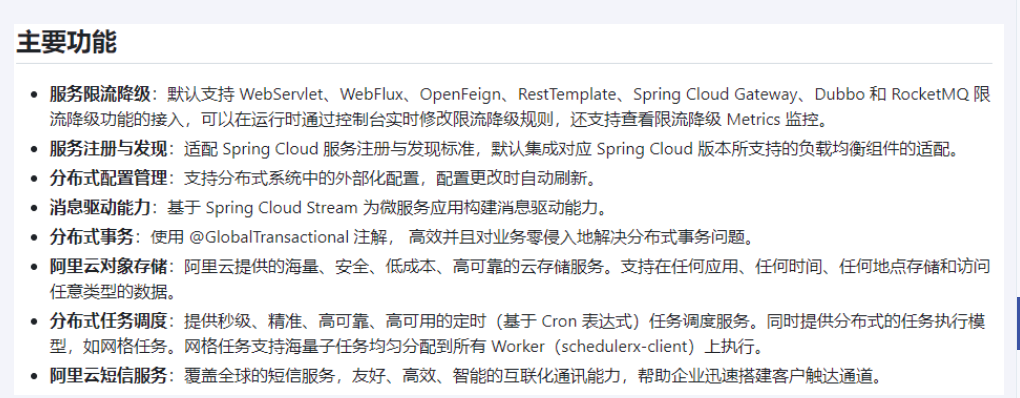 主要功能
服务限流降级：默认支持 WebServlet、WebFlux、OpenFeign、RestTemplate、Spring Cloud Gateway、Dubbo 和 RocketMQ 限
流降级功能的接入，可以在运行时通过控制台实时修改限流降级规则，还支持查看限流降级 Metrics 监控。
服务注册与发现：适配 Spring Cloud 服务注册与发现标准，默认集成对应 Spring Cloud 版本所支持的负载均衡组件的适配。
分布式配置管理：支持分布式系统中的外部化配置，配置更改时自动刷新。
消息驱动能力：基于 Spring Cloud Stream 为微服务应用构建消息驱动能力。
分布式事务：使用 @GlobalTransactional 注解， 高效并且对业务零侵入地解决分布式事务问题。
阿里云对象存储：阿里云提供的海量、安全、低成本、高可靠的云存储服务。支持在任何应用、任何时间、任何地点存储和访问
任意类型的数据。
分布式任务调度：提供秒级、精准、高可靠、高可用的定时（基于 Cron 表达式）任务调度服务。同时提供分布式的任务执行模
型，如网格任务。网格任务支持海量子任务均匀分配到所有 Worker（schedulerx-client）上执行。
阿里云短信服务：覆盖全球的短信服务，友好、高效、智能的互联化通讯能力，帮助企业迅速搭建客户触达通道。